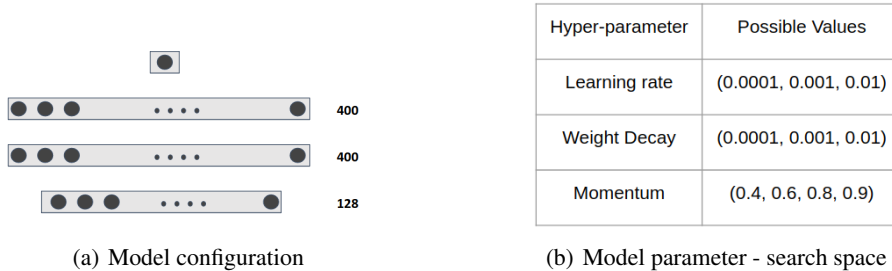 400
400
128
(a) Model configuration
Hyper-parameter Possible Values
Learning rate (0.0001, 0.001, 0.01)
Weight Decay (0.0001, 0.001, 0.01)
Momentum (0.4, 0.6, 0.8, 0.9)
(b) Model parameter - search space